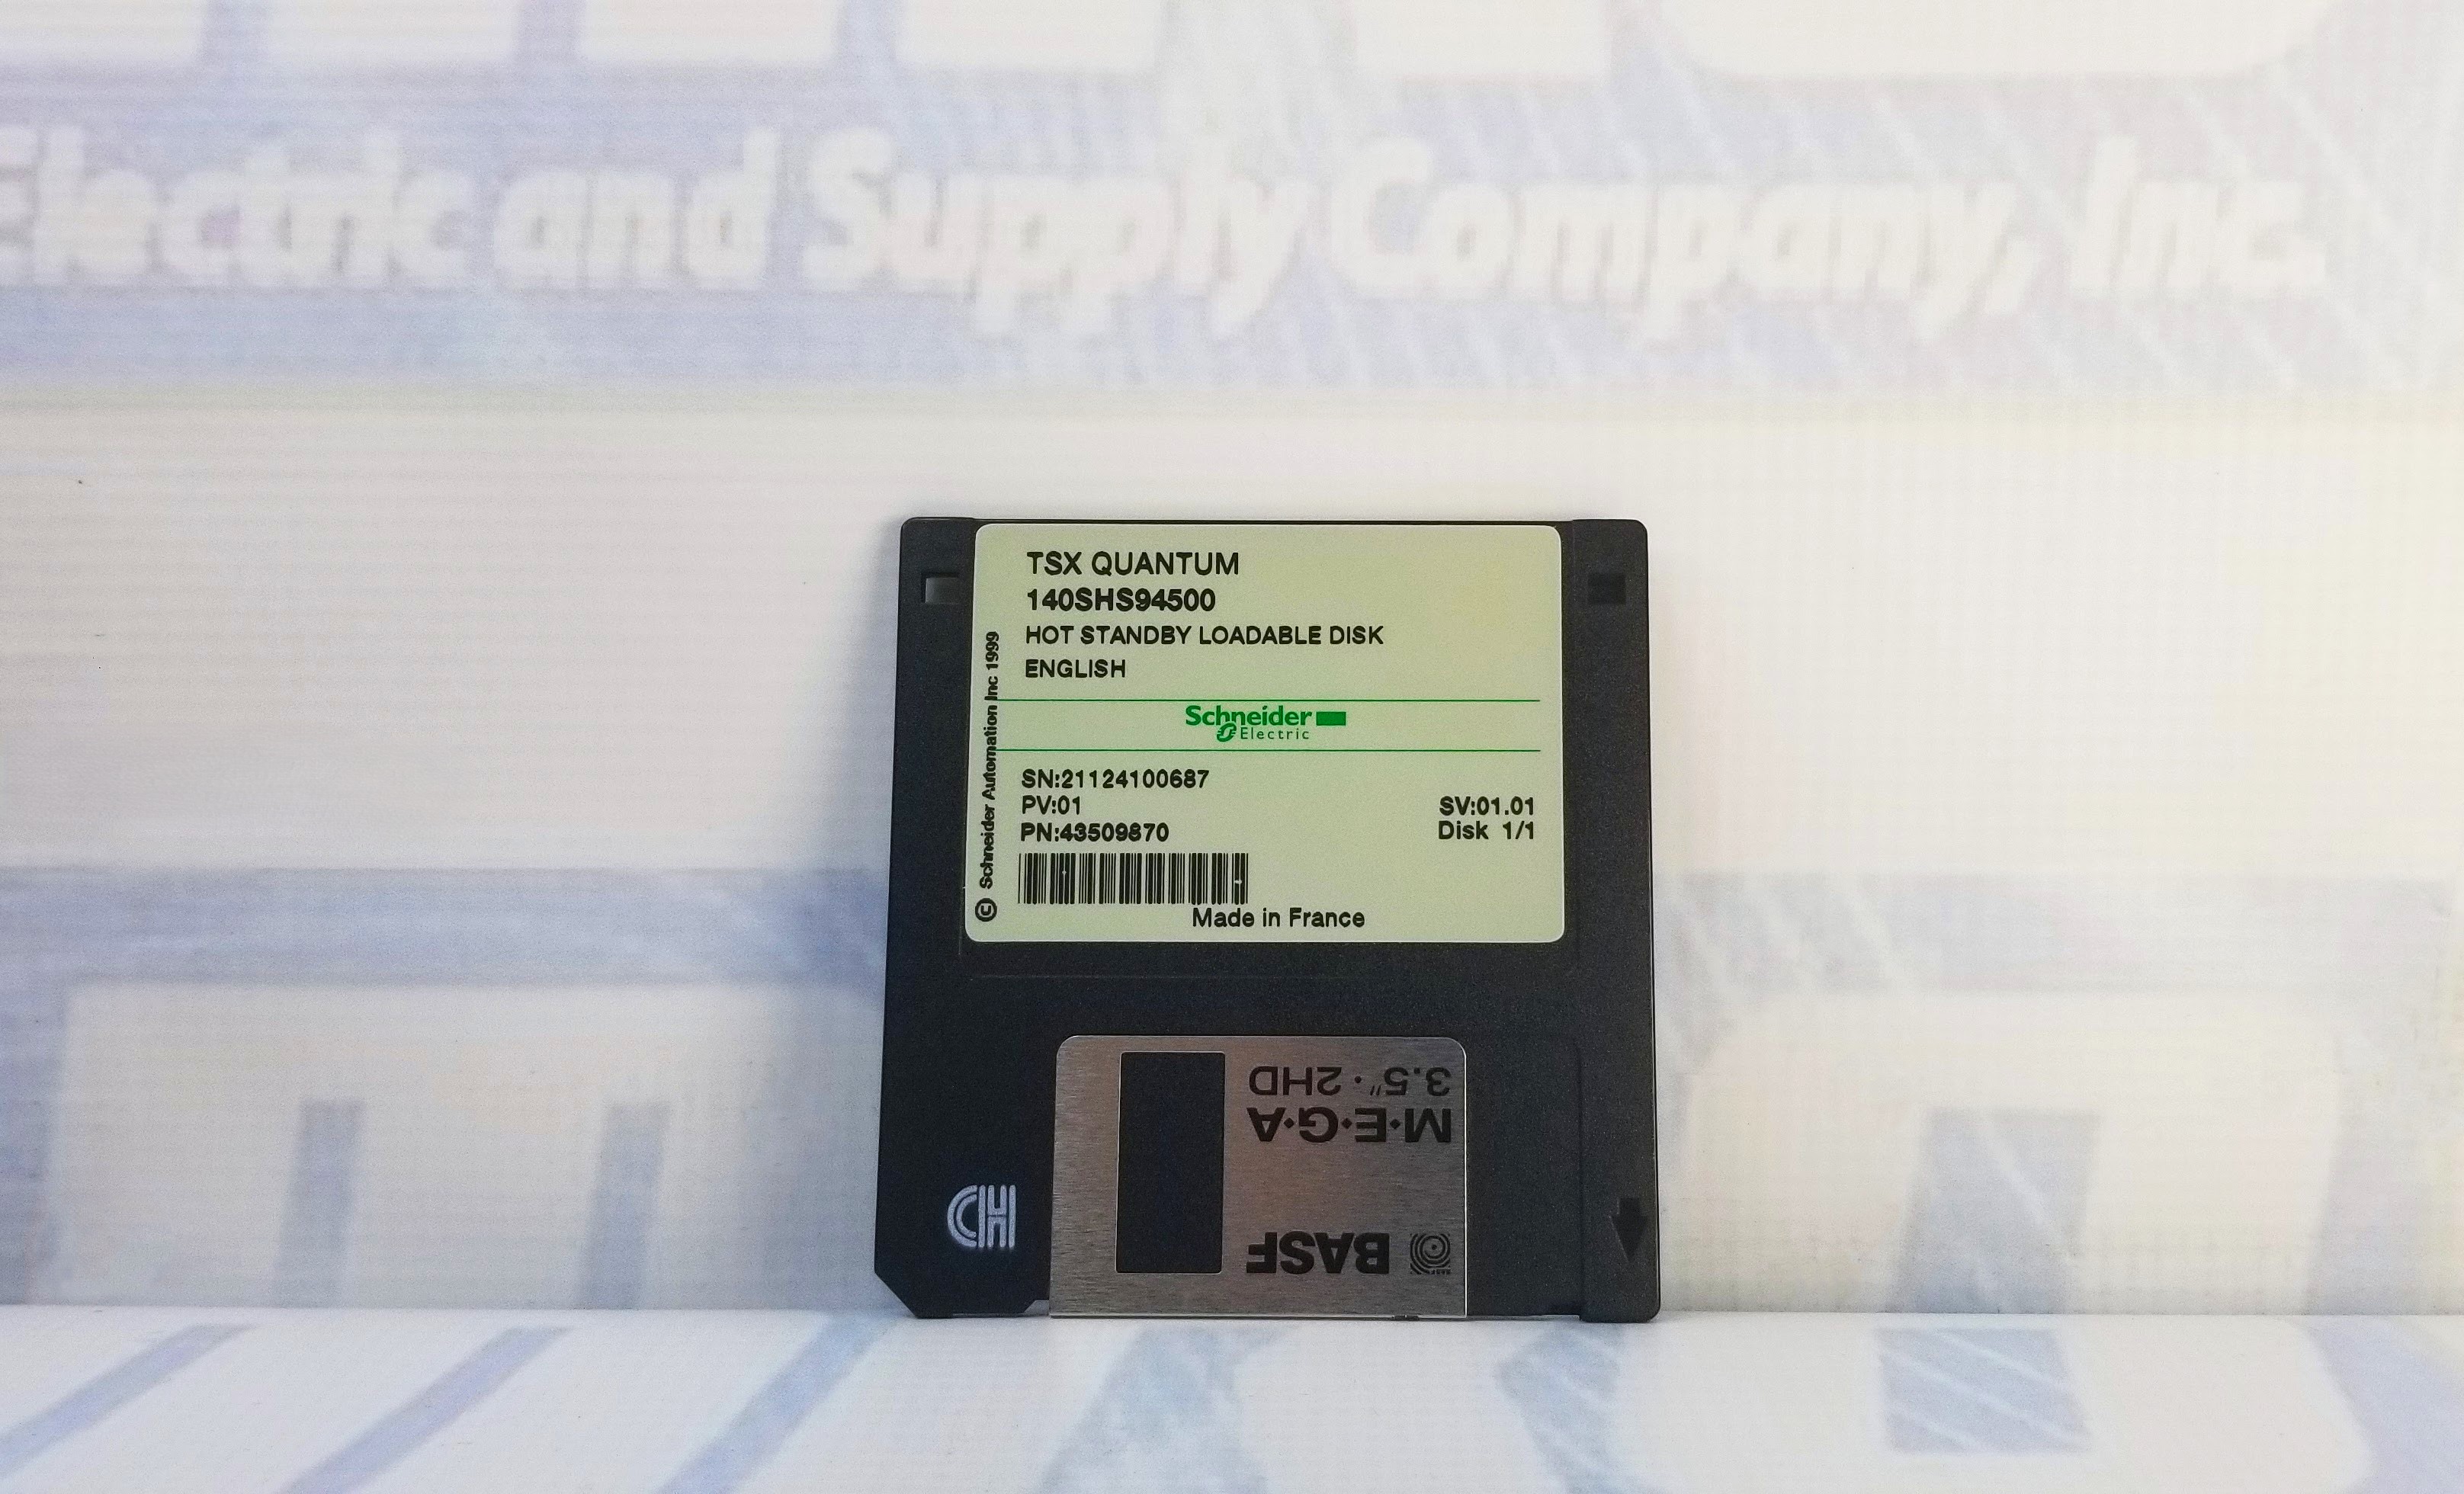 Electric and Supply Company, Inc.
TSX QUANTUM
140SHS94500
HOT STANDBY LOADABLE DISK
ENGLISH
© Schneider Automation Inc 1999
Schneider
Electric
SN:21124100687
PV:01
SV:01.01
PN:43509870
Disk 1/1
Made in France
HD
3.5" · 2HD
M·E·G·A
BASF